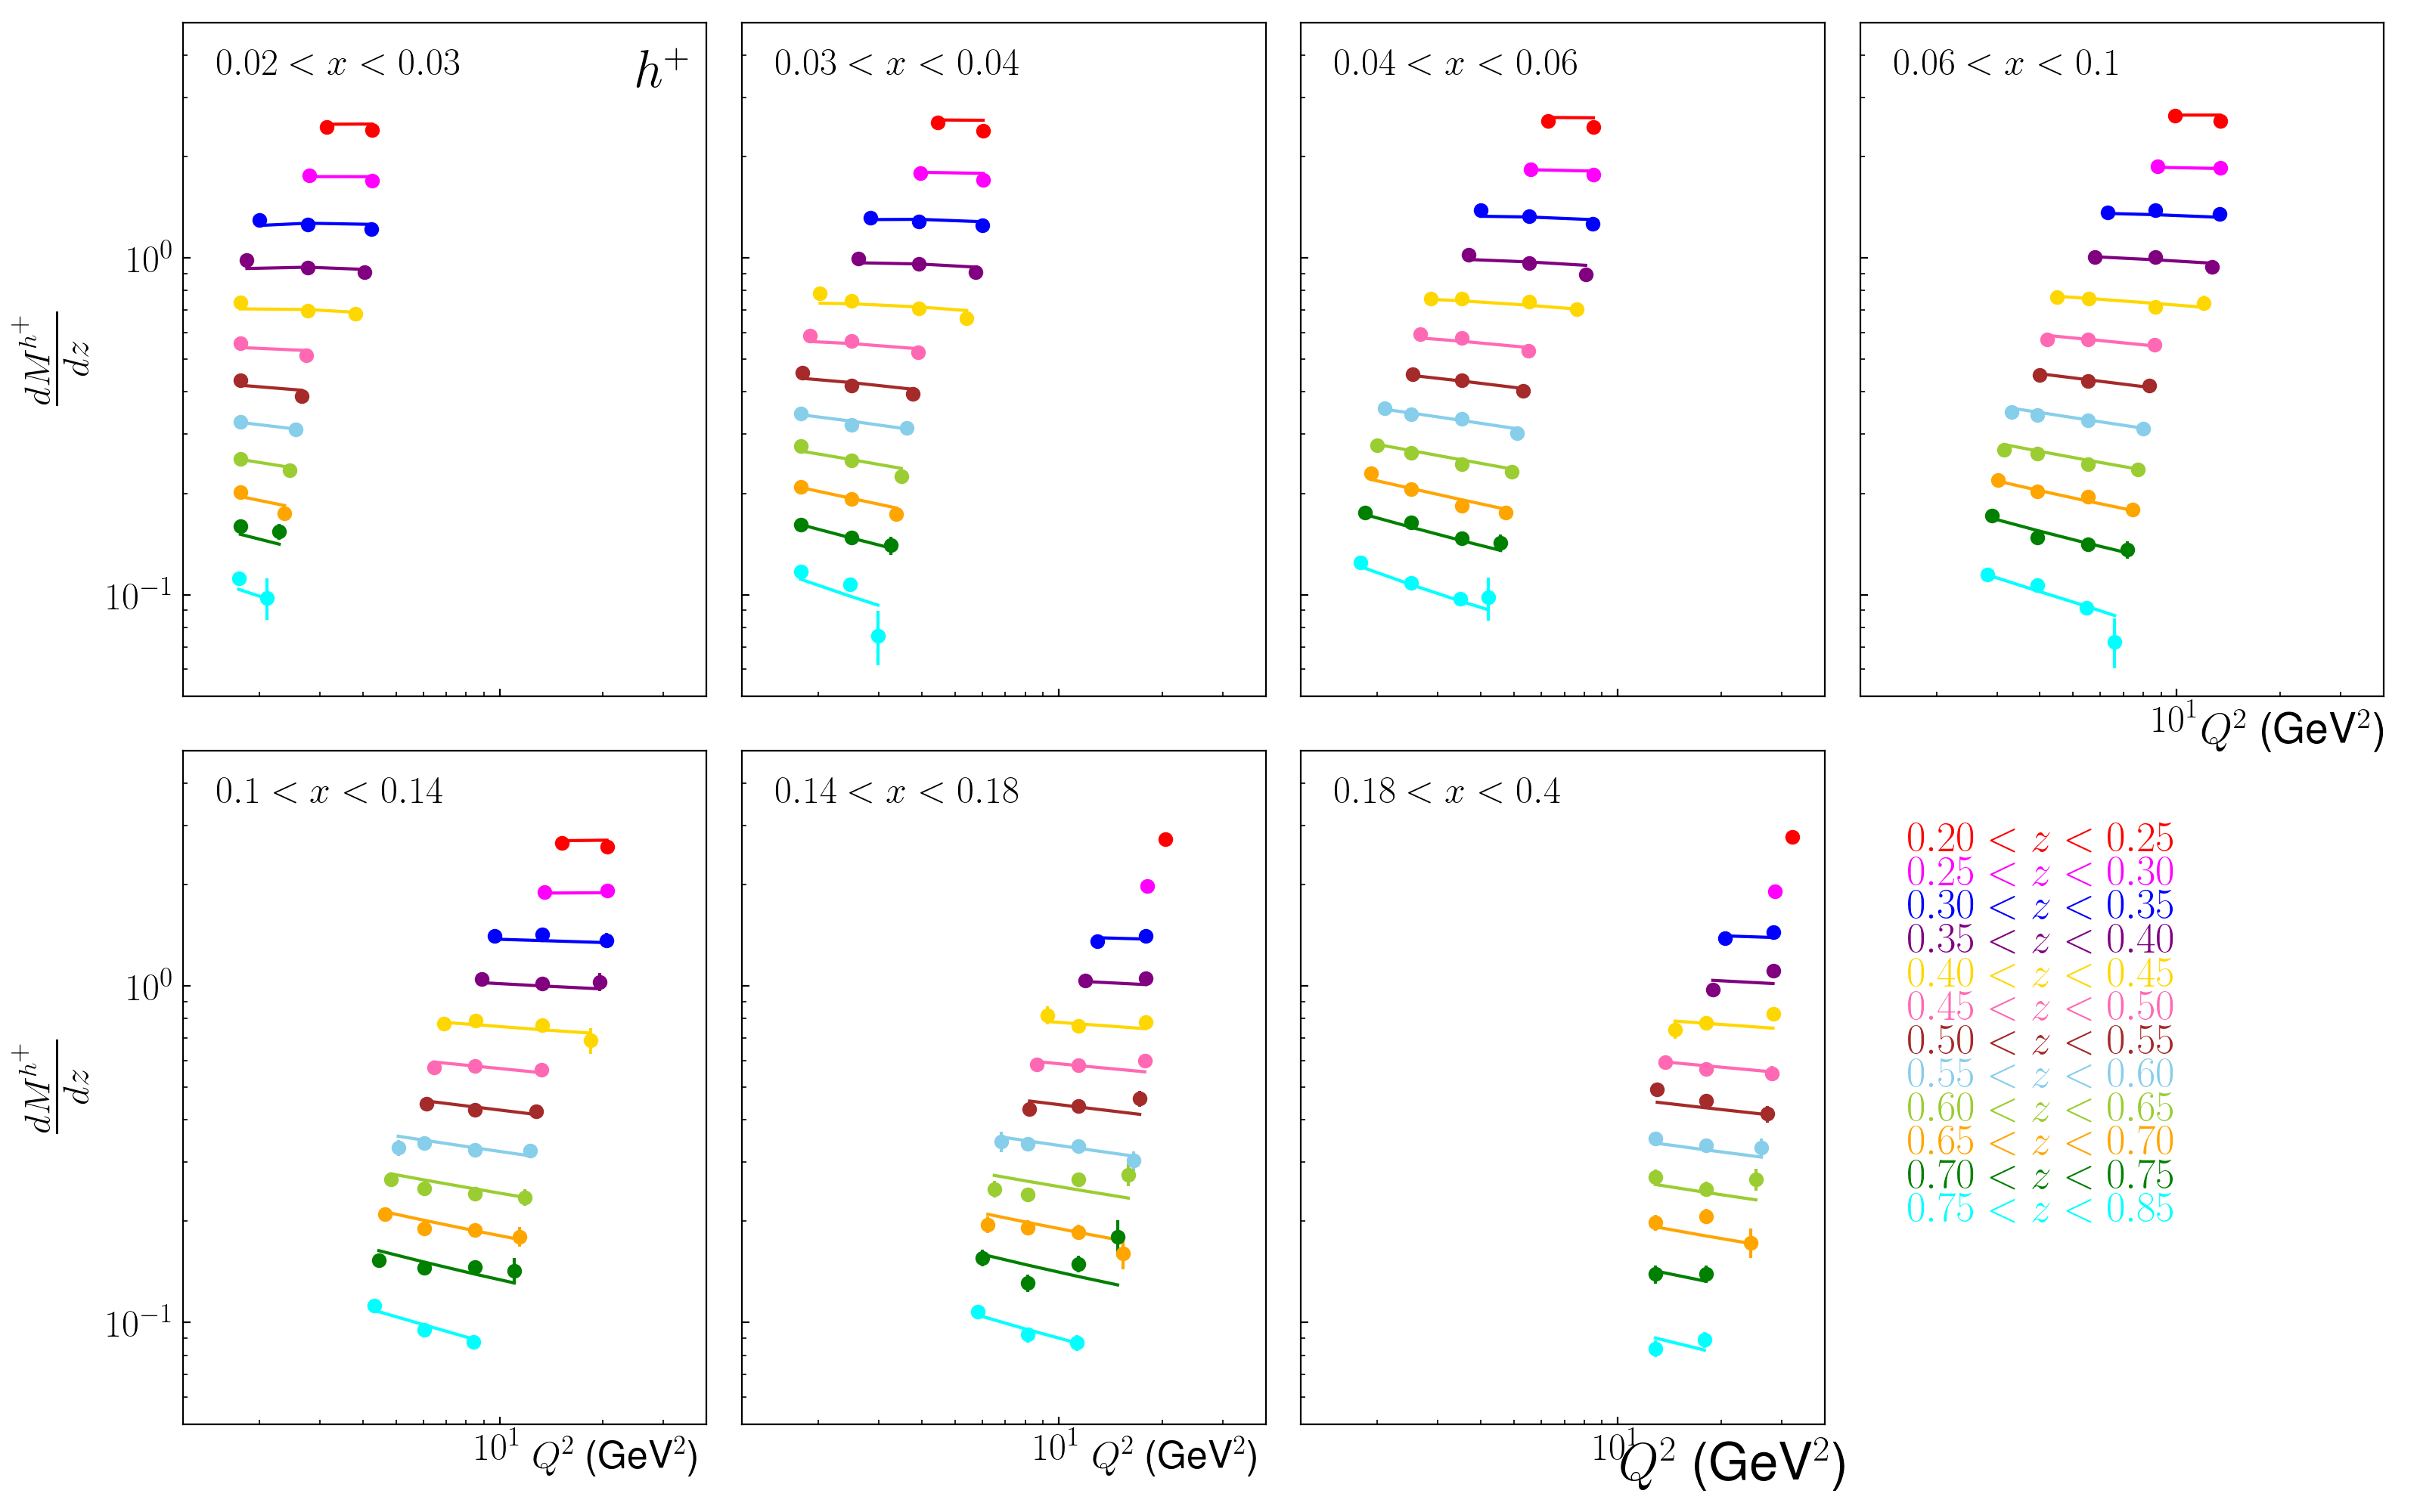 0.02 < x < 0.03
h⁺
0.03 < x < 0.04
0.04 < x < 0.06
0.06 < x < 0.1
10⁰
10⁻¹
dM^{h⁺}
dz
10¹
Q² (GeV²)
0.1 < x < 0.14
0.14 < x < 0.18
0.18 < x < 0.4
10⁰
10⁻¹
dM^{h⁺}
dz
10¹
Q² (GeV²)
10¹
Q² (GeV²)
10¹
Q² (GeV²)
0.20 < z < 0.25
0.25 < z < 0.30
0.30 < z < 0.35
0.35 < z < 0.40
0.40 < z < 0.45
0.45 < z < 0.50
0.50 < z < 0.55
0.55 < z < 0.60
0.60 < z < 0.65
0.65 < z < 0.70
0.70 < z < 0.75
0.75 < z < 0.85